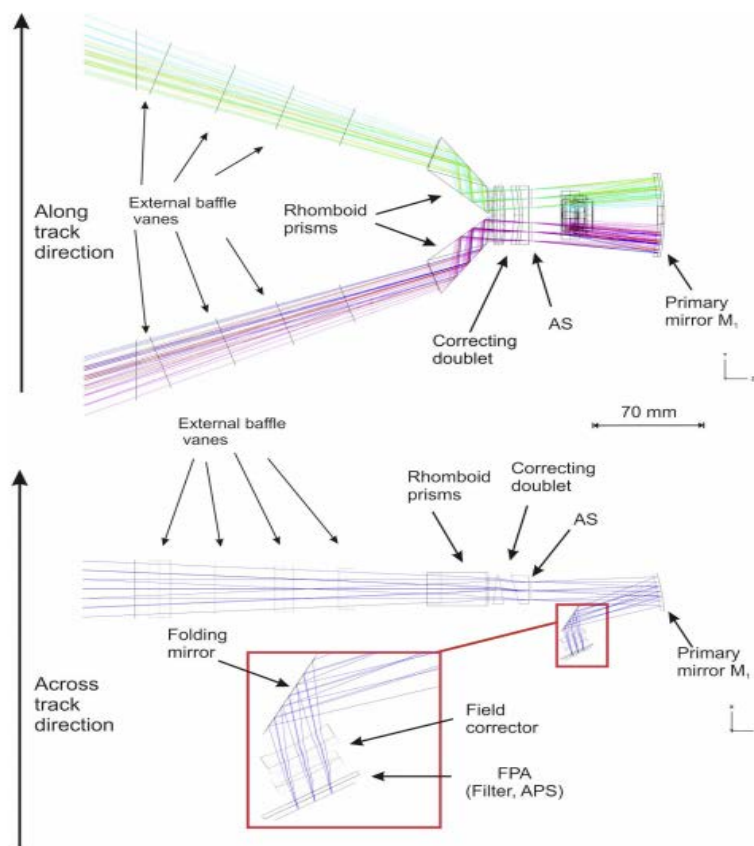 External baffle
vanes
Along
track
direction
Rhomboid
prisms
Correcting
doublet
AS
Primary
mirror M₁
Y
Z
70 mm
External baffle
vanes
Rhomboid
prisms
Correcting
doublet
AS
Folding
mirror
Primary
mirror M₁
Across
track
direction
Field
corrector
FPA
(Filter, APS)
X